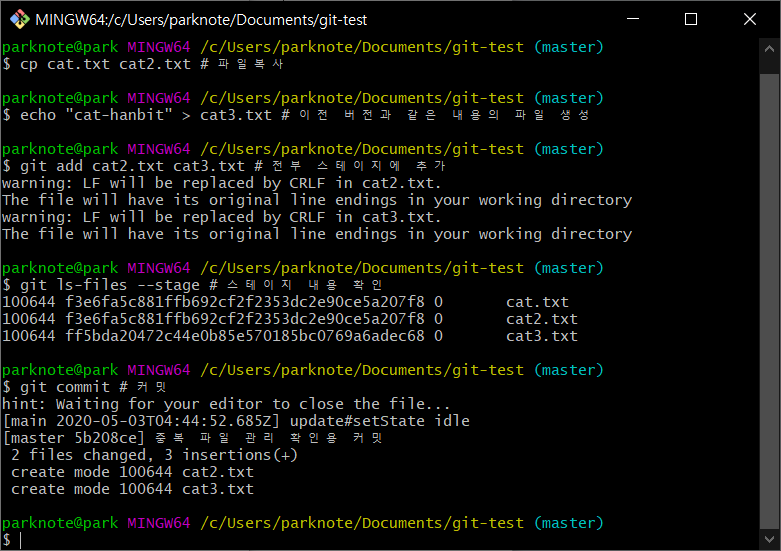 MINGW64:/c/Users/parknote/Documents/git-test
parknote@park MINGW64 /c/Users/parknote/Documents/git-test (master)
$ cp cat.txt cat2.txt # 파일복사
parknote@park MINGW64 /c/Users/parknote/Documents/git-test (master)
$ echo "cat-hanbit" > cat3.txt # 이전 버전과 같은 내용의 파일 생성
parknote@park MINGW64 /c/Users/parknote/Documents/git-test (master)
$ git add cat2.txt cat3.txt # 전부 스테이지에 추가
warning: LF will be replaced by CRLF in cat2.txt.
The file will have its original line endings in your working directory
warning: LF will be replaced by CRLF in cat3.txt.
The file will have its original line endings in your working directory
parknote@park MINGW64 /c/Users/parknote/Documents/git-test (master)
$ git ls-files --stage # 스테이지 내용 확인
100644 f3e6fa5c881ffb692cf2f2353dc2e90ce5a207f8 0 cat.txt
100644 f3e6fa5c881ffb692cf2f2353dc2e90ce5a207f8 0 cat2.txt
100644 ff5bda20472c44e0b85e570185bc0769a6adec68 0 cat3.txt
parknote@park MINGW64 /c/Users/parknote/Documents/git-test (master)
$ git commit # 커밋
hint: Waiting for your editor to close the file...
[main 2020-05-03T04:44:52.685Z] update#setState idle
[master 5b208ce] 중복 파일 관리 확인용 커밋
2 files changed, 3 insertions(+)
create mode 100644 cat2.txt
create mode 100644 cat3.txt
parknote@park MINGW64 /c/Users/parknote/Documents/git-test (master)
$